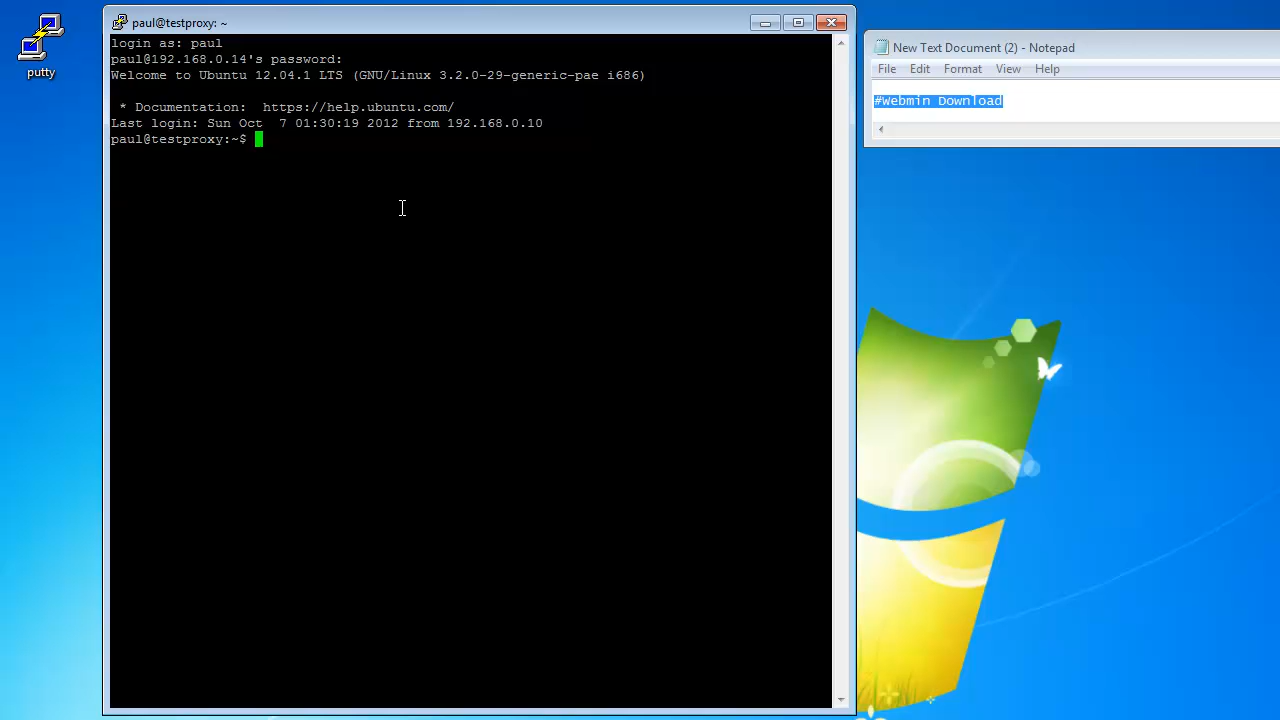 putty
paul@testproxy: ~
login as: paul
paul@192.168.0.14's password:
Welcome to Ubuntu 12.04.1 LTS (GNU/Linux 3.2.0-29-generic-pae i686)
* Documentation:  https://help.ubuntu.com/
Last login: Sun Oct  7 01:30:19 2012 from 192.168.0.10
paul@testproxy:~$
New Text Document (2) - Notepad
File Edit Format View Help
#Webmin Download